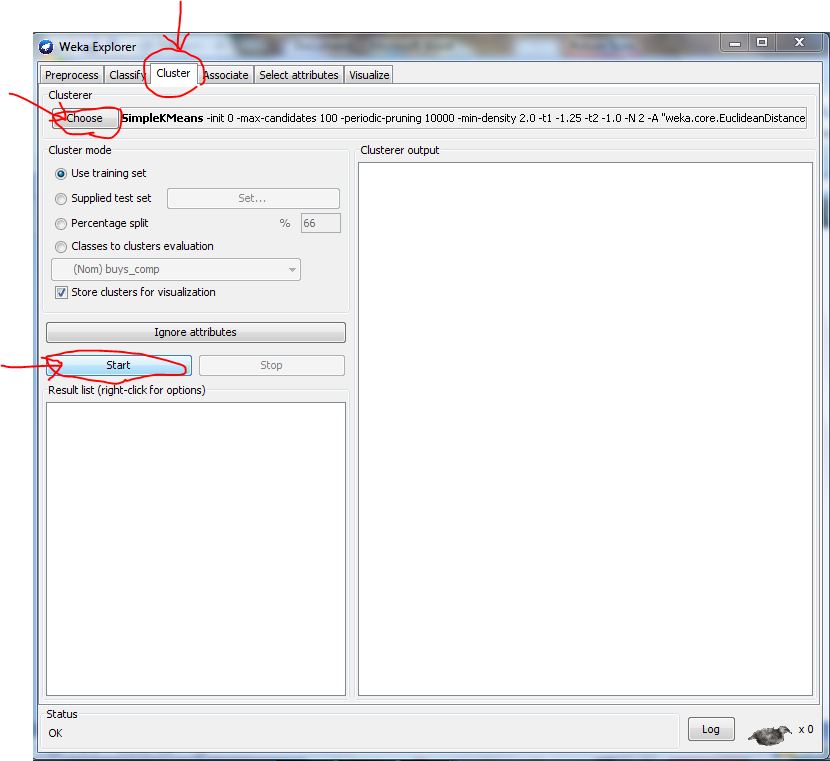 Weka Explorer
Preprocess Classify Cluster Associate Select attributes Visualize
Clusterer
Choose SimpleKMeans -init 0 -max-candidates 100 -periodic-pruning 10000 -min-density 2.0 -t1 -1.25 -t2 -1.0 -N 2 -A "weka.core.EuclideanDistance
Cluster mode
Use training set
Supplied test set Set...
Percentage split % 66
Classes to clusters evaluation
(Nom) buys_comp
Store clusters for visualization
Ignore attributes
Start Stop
Result list (right-click for options)
Clusterer output
Status
OK
Log x 0